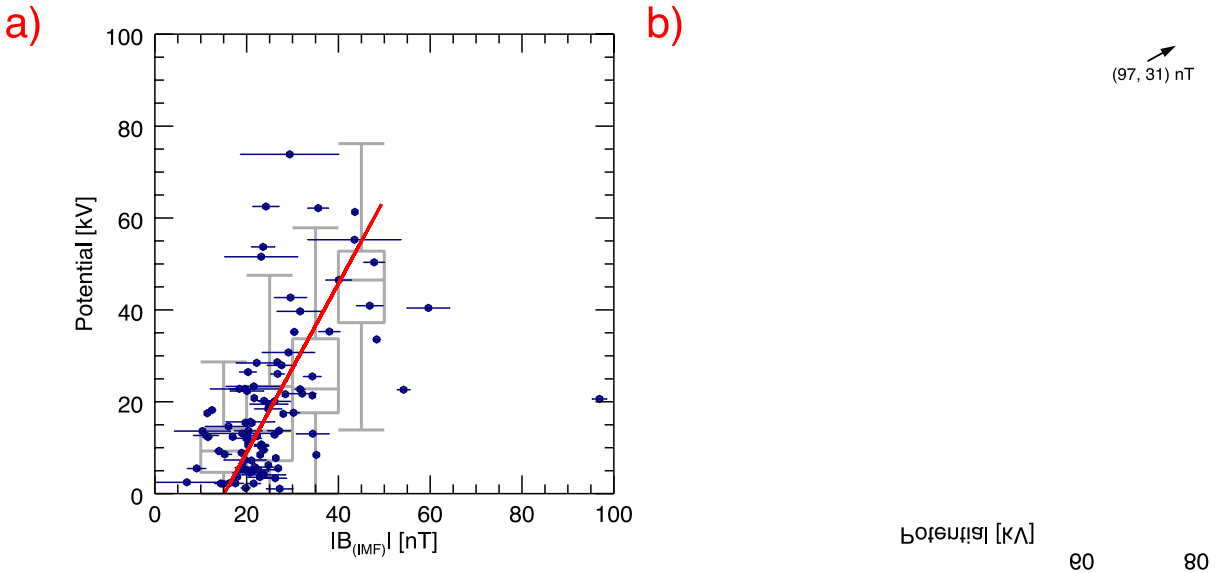 a)
100
80
60
40
20
0
Potential [kV]
0 20 40 60 80 100
|B(IMF)| [nT]
b)
(97, 31) nT
Potential [kV]
60 80